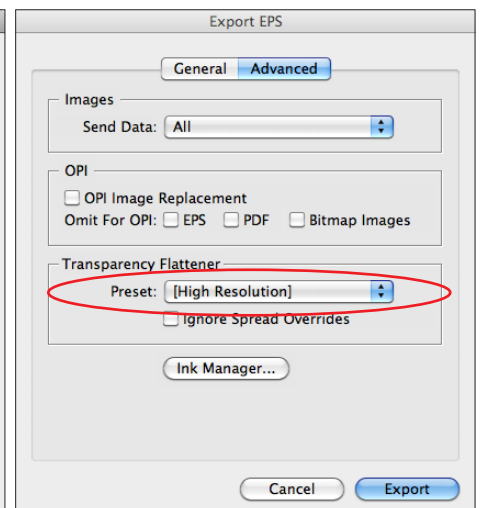 Export EPS
General Advanced
Images
Send Data: All
OPI
OPI Image Replacement
Omit For OPI: EPS PDF Bitmap Images
Transparency Flattener
Preset: [High Resolution]
Ignore Spread Overrides
Ink Manager...
Cancel Export